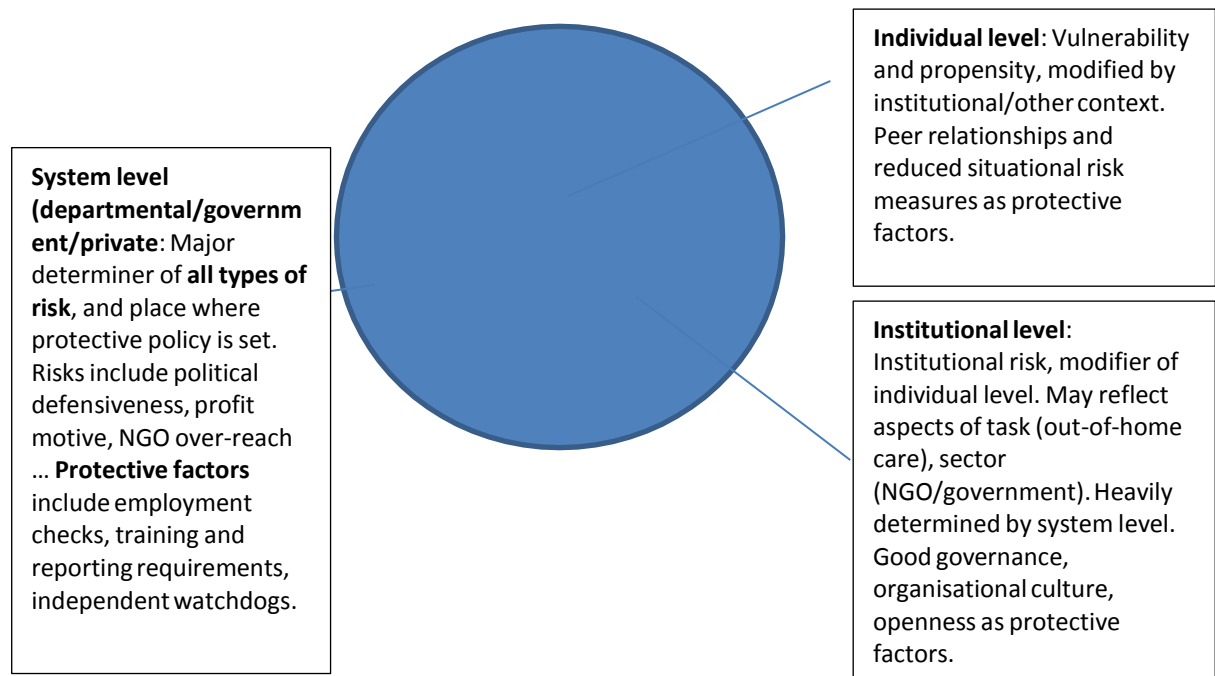 System level
(departmental/governm
ent/private: Major
determiner of all types of
risk, and place where
protective policy is set.
Risks include political
defensiveness, profit
motive, NGO over-reach
… Protective factors
include employment
checks, training and
reporting requirements,
independent watchdogs.
Individual level: Vulnerability
and propensity, modified by
institutional/other context.
Peer relationships and
reduced situational risk
measures as protective
factors.
Institutional level:
Institutional risk, modifier of
individual level. May reflect
aspects of task (out-of-home
care), sector
(NGO/government). Heavily
determined by system level.
Good governance,
organisational culture,
openness as protective
factors.